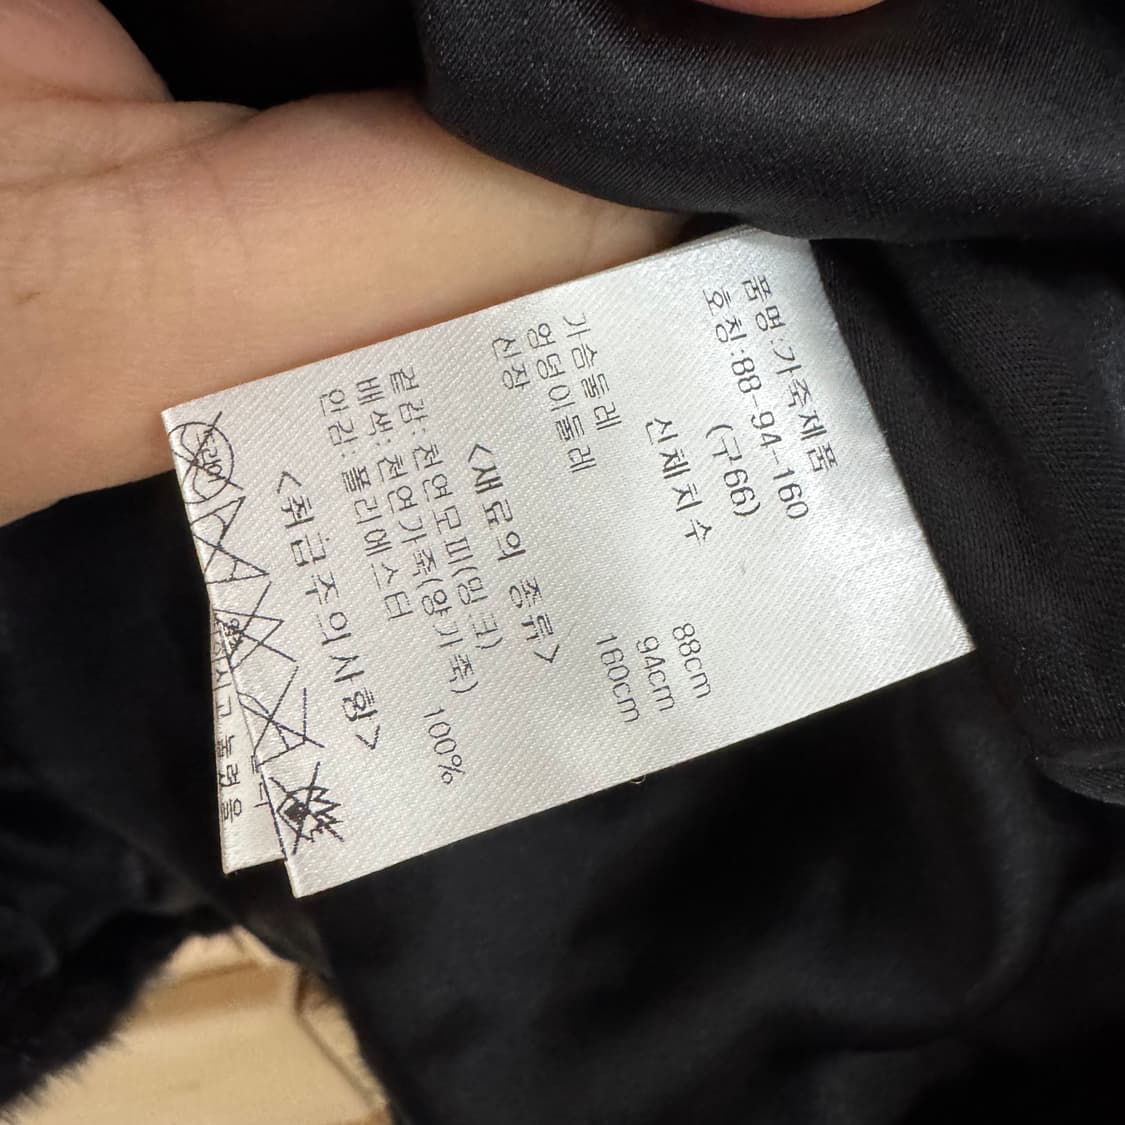 품명:가죽제품
호칭:88-94-160
(구66)
신체치수
가슴둘레 88cm
엉덩이둘레 94cm
신장 160cm
<재료의 종류>
겉감:천연모피(밍크)
배색:천연가죽(양가죽)
안감:폴리에스터 100%
<취급주의사항>
드라이